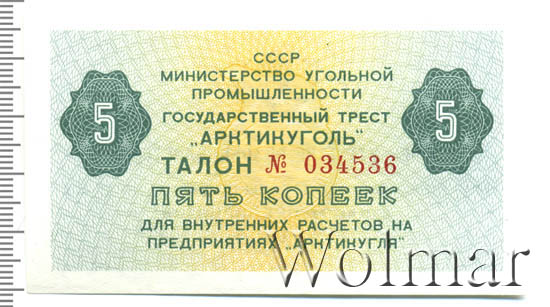 СССР
МИНИСТЕРСТВО УГОЛЬНОЙ
ПРОМЫШЛЕННОСТИ
ГОСУДАРСТВЕННЫЙ ТРЕСТ
5 „АРКТИКУГОЛЬ" 5
ТАЛОН № 034536
ПЯТЬ КОПЕЕК
ДЛЯ ВНУТРЕННИХ РАСЧЕТОВ НА
ПРЕДПРИЯТИЯХ „АРКТИКУГЛЯ"
Wolmar